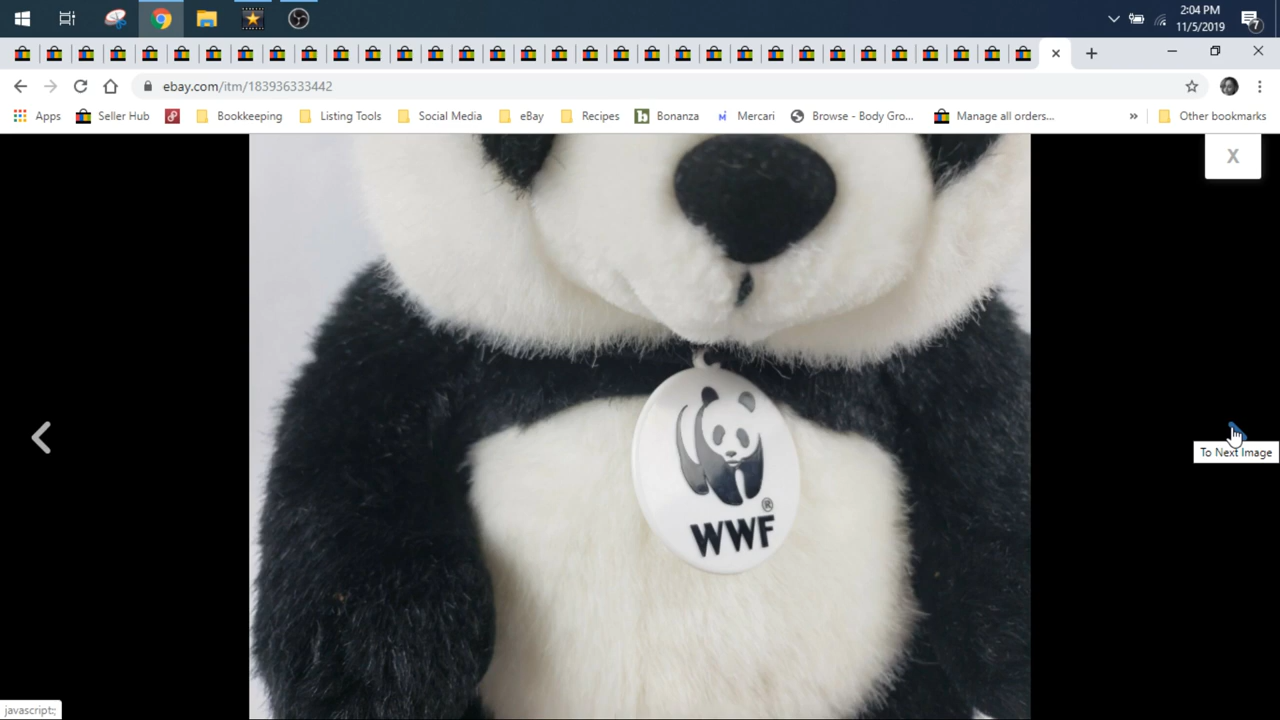 2:04 PM
11/5/2019
7
ebay.com/itm/183936333442
Apps
Seller Hub
Bookkeeping
Listing Tools
Social Media
eBay
Recipes
b
Bonanza
Mercari
Browse - Body Gro...
Manage all orders...
»
Other bookmarks
X
To Next Image
®
WWF
javascript:;